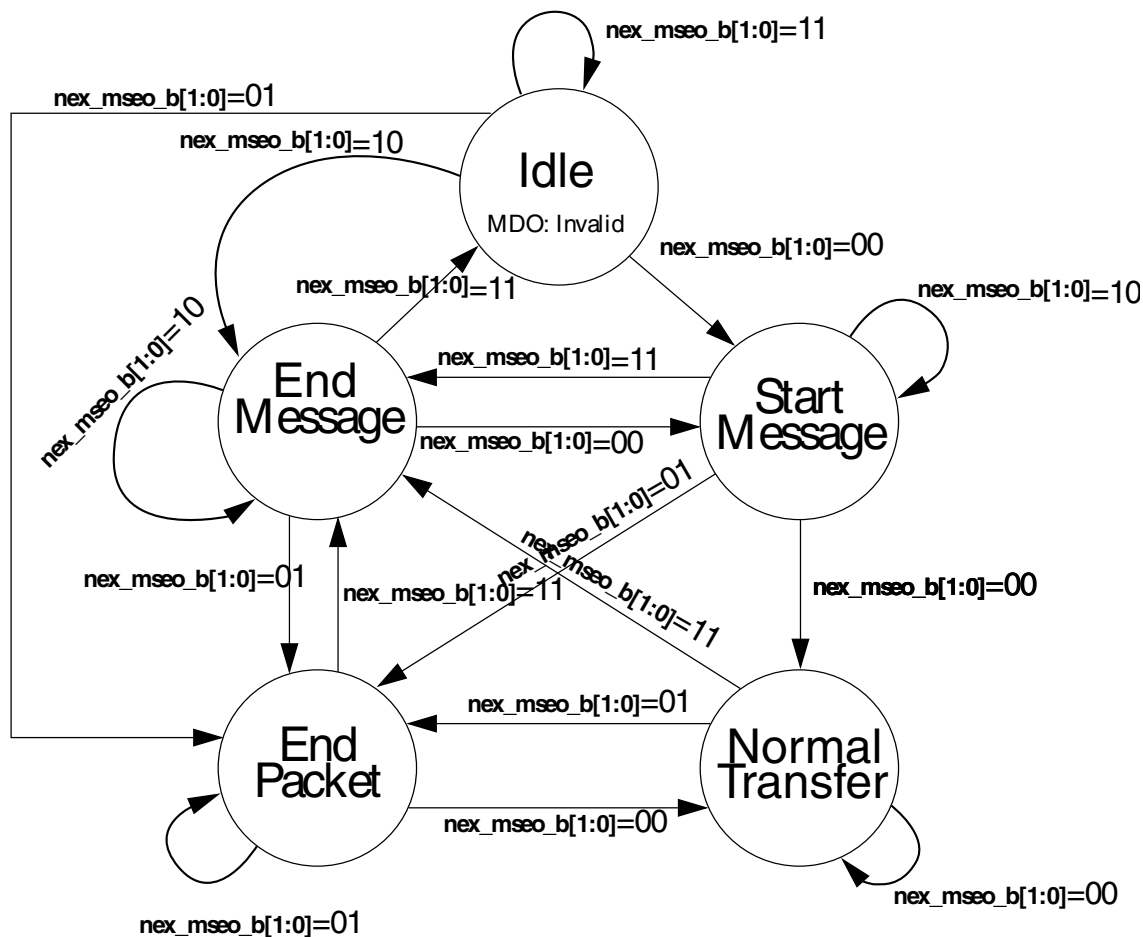 nex_mseo_b[1:0]=11
nex_mseo_b[1:0]=01
nex_mseo_b[1:0]=10
Idle
MDO: Invalid
nex_mseo_b[1:0]=00
nex_mseo_b[1:0]=11
nex_mseo_b[1:0]=10
nex_mseo_b[1:0]=10
nex_mseo_b[1:0]=11
End
Message
Start
Message
nex_mseo_b[1:0]=00
nex_mseo_b[1:0]=01
nex_mseo_b[1:0]=11
nex_mseo_b[1:0]=01
nex_mseo_b[1:0]=11
nex_mseo_b[1:0]=00
nex_mseo_b[1:0]=01
End
Packet
Normal
Transfer
nex_mseo_b[1:0]=00
nex_mseo_b[1:0]=00
nex_mseo_b[1:0]=01